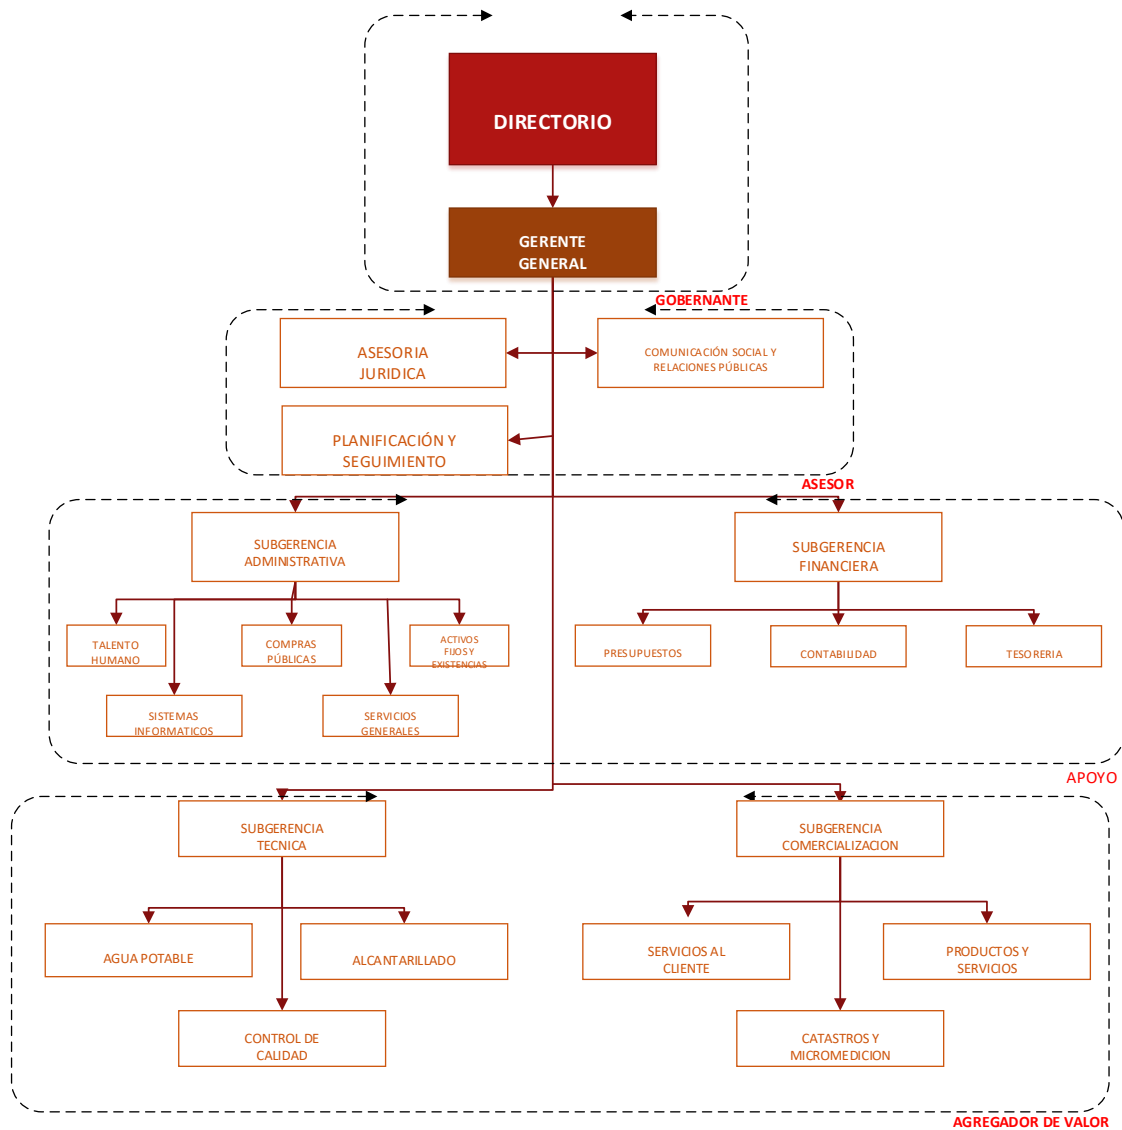 DIRECTORIO
GERENTE
GENERAL
GOBERNANTE
ASESORIA
JURIDICA
COMUNICACIÓN SOCIAL Y
RELACIONES PÚBLICAS
PLANIFICACIÓN Y
SEGUIMIENTO
ASESOR
SUBGERENCIA
ADMINISTRATIVA
SUBGERENCIA
FINANCIERA
TALENTO
HUMANO
COMPRAS
PÚBLICAS
ACTIVOS
FIJOS Y
EXISTENCIAS
PRESUPUESTOS
CONTABILIDAD
TESORERIA
SISTEMAS
INFORMATICOS
SERVICIOS
GENERALES
APOYO
SUBGERENCIA
TECNICA
SUBGERENCIA
COMERCIALIZACION
AGUA POTABLE
ALCANTARILLADO
SERVICIOS AL
CLIENTE
PRODUCTOS Y
SERVICIOS
CONTROL DE
CALIDAD
CATASTROS Y
MICROMEDICION
AGREGADOR DE VALOR